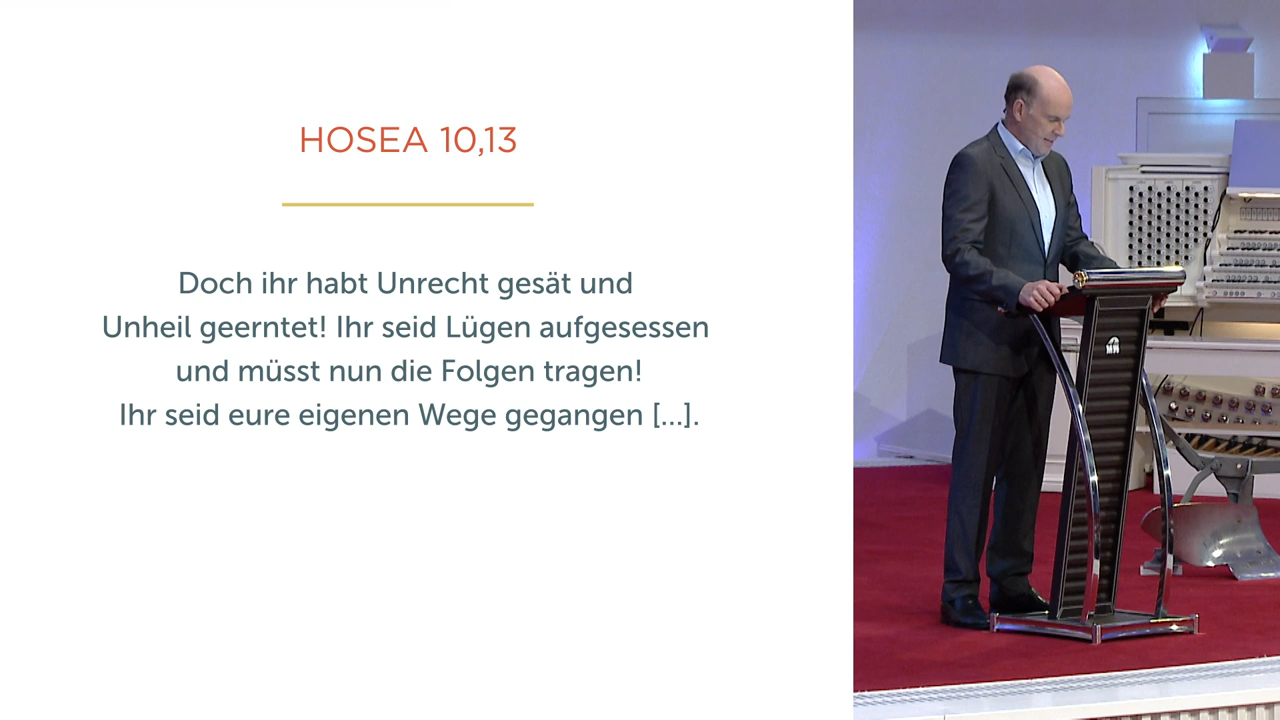 HOSEA 10,13
Doch ihr habt Unrecht gesät und
Unheil geerntet! Ihr seid Lügen aufgesessen
und müsst nun die Folgen tragen!
Ihr seid eure eigenen Wege gegangen [...].